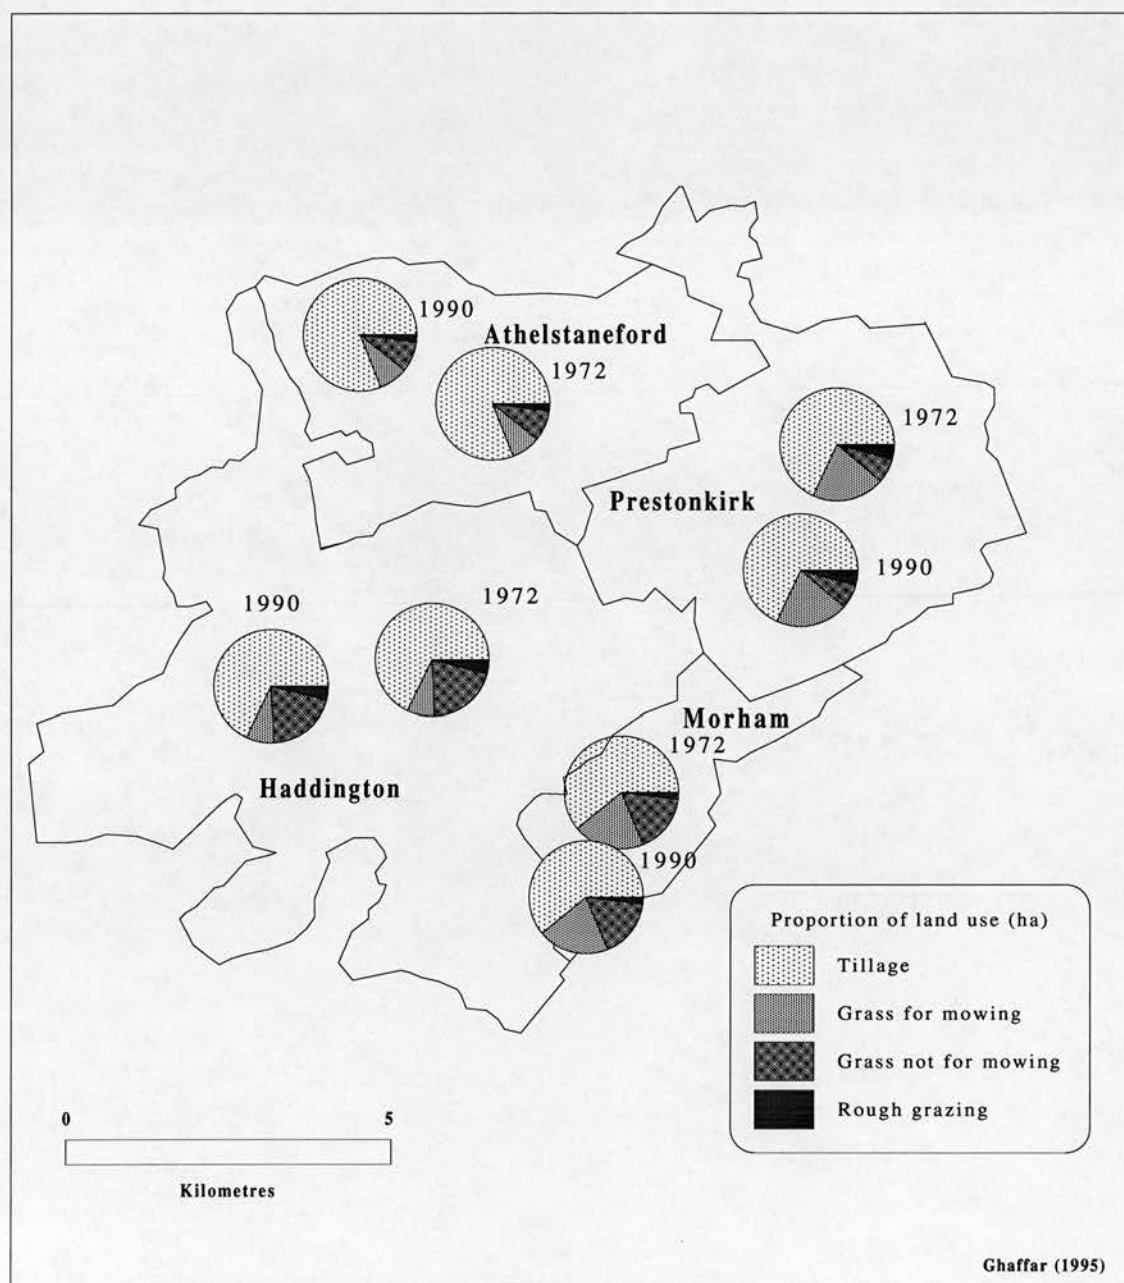 1990
Athelstaneford
1972
1972
Prestonkirk
1990
1990
1972
Morham
1972
Haddington
1990
Proportion of land use (ha)
Tillage
Grass for mowing
Grass not for mowing
Rough grazing
0 5
Kilometres
Ghaffar (1995)